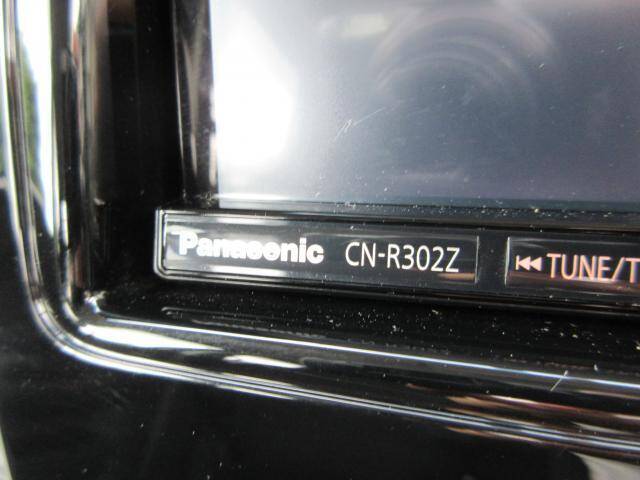 Panasonic CN-R302Z ⏮ TUNE/T